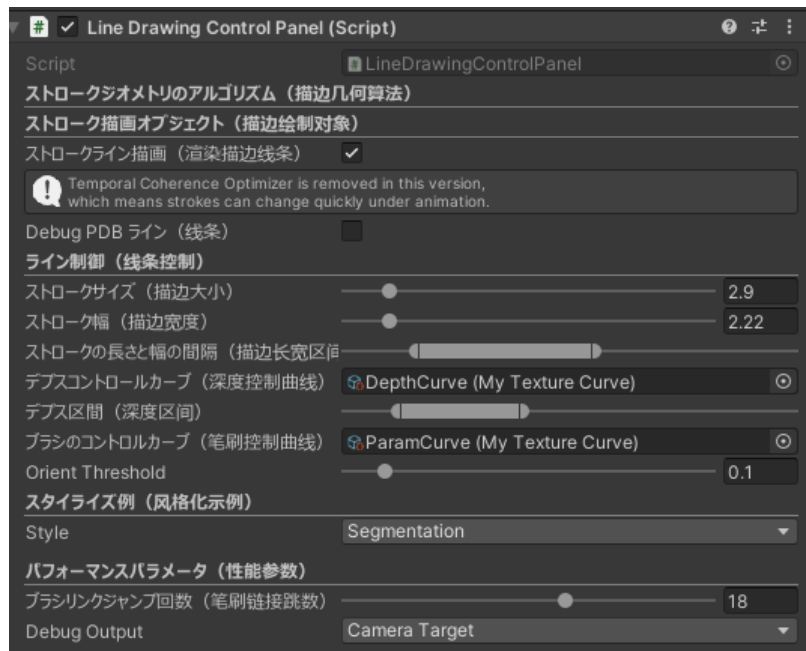 Line Drawing Control Panel (Script)
Script LineDrawingControlPanel
ストロークジオメトリのアルゴリズム（描边几何算法）
ストローク描画オブジェクト（描边绘制对象）
ストロークライン描画（渲染描边线条）
Temporal Coherence Optimizer is removed in this version,
which means strokes can change quickly under animation.
Debug PDB ライン（线条）
ライン制御（线条控制）
ストロークサイズ（描边大小） 2.9
ストローク幅（描边宽度） 2.22
ストロークの長さと幅の間隔（描边长宽区间
デプスコントロールカーブ（深度控制曲线） DepthCurve (My Texture Curve)
デプス区間（深度区间）
ブラシのコントロルカーブ（笔刷控制曲线） ParamCurve (My Texture Curve)
Orient Threshold 0.1
スタイライズ例（风格化示例）
Style Segmentation
パフォーマンスパラメータ（性能参数）
ブラシリンクジャンプ回数（笔刷链接跳数） 18
Debug Output Camera Target